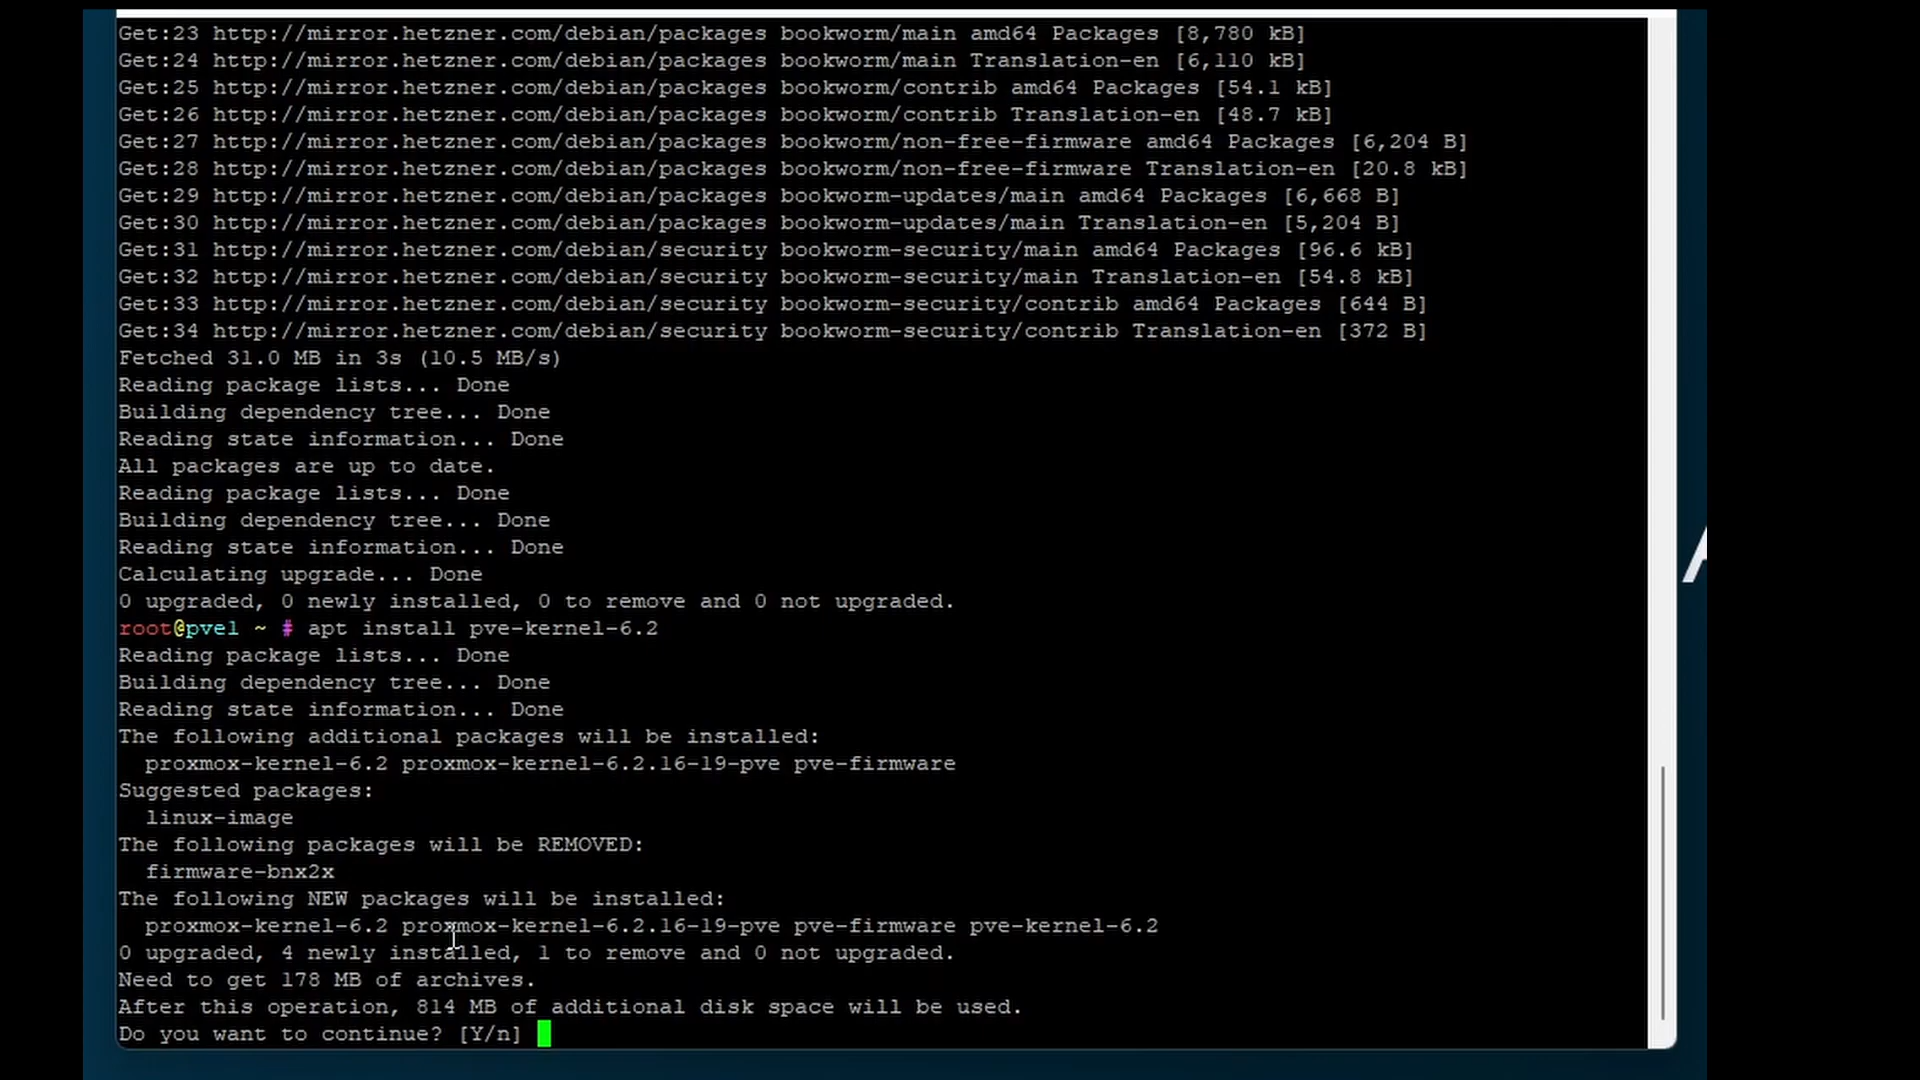 Get:23 http://mirror.hetzner.com/debian/packages bookworm/main amd64 Packages [8,780 kB]
Get:24 http://mirror.hetzner.com/debian/packages bookworm/main Translation-en [6,110 kB]
Get:25 http://mirror.hetzner.com/debian/packages bookworm/contrib amd64 Packages [54.1 kB]
Get:26 http://mirror.hetzner.com/debian/packages bookworm/contrib Translation-en [48.7 kB]
Get:27 http://mirror.hetzner.com/debian/packages bookworm/non-free-firmware amd64 Packages [6,204 B]
Get:28 http://mirror.hetzner.com/debian/packages bookworm/non-free-firmware Translation-en [20.8 kB]
Get:29 http://mirror.hetzner.com/debian/packages bookworm-updates/main amd64 Packages [6,668 B]
Get:30 http://mirror.hetzner.com/debian/packages bookworm-updates/main Translation-en [5,204 B]
Get:31 http://mirror.hetzner.com/debian/security bookworm-security/main amd64 Packages [96.6 kB]
Get:32 http://mirror.hetzner.com/debian/security bookworm-security/main Translation-en [54.8 kB]
Get:33 http://mirror.hetzner.com/debian/security bookworm-security/contrib amd64 Packages [644 B]
Get:34 http://mirror.hetzner.com/debian/security bookworm-security/contrib Translation-en [372 B]
Fetched 31.0 MB in 3s (10.5 MB/s)
Reading package lists... Done
Building dependency tree... Done
Reading state information... Done
All packages are up to date.
Reading package lists... Done
Building dependency tree... Done
Reading state information... Done
Calculating upgrade... Done
0 upgraded, 0 newly installed, 0 to remove and 0 not upgraded.
root@pve1 ~ # apt install pve-kernel-6.2
Reading package lists... Done
Building dependency tree... Done
Reading state information... Done
The following additional packages will be installed:
  proxmox-kernel-6.2 proxmox-kernel-6.2.16-19-pve pve-firmware
Suggested packages:
  linux-image
The following packages will be REMOVED:
  firmware-bnx2x
The following NEW packages will be installed:
  proxmox-kernel-6.2 proxmox-kernel-6.2.16-19-pve pve-firmware pve-kernel-6.2
0 upgraded, 4 newly installed, 1 to remove and 0 not upgraded.
Need to get 178 MB of archives.
After this operation, 814 MB of additional disk space will be used.
Do you want to continue? [Y/n]